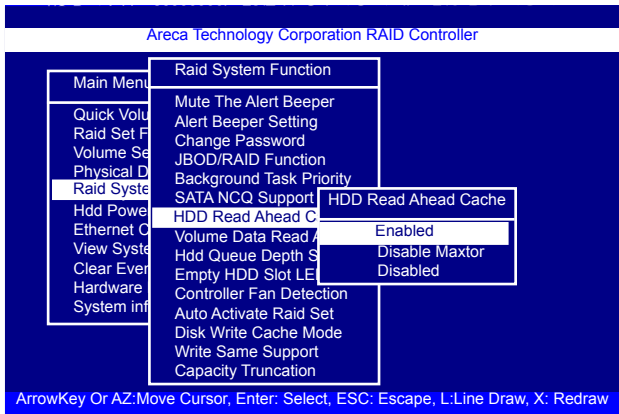 Areca Technology Corporation RAID Controller
Main Menu
Quick Volu
Raid Set F
Volume Se
Physical D
Raid Syste
Hdd Powe
Ethernet C
View Syste
Clear Ever
Hardware
System inf
Raid System Function
Mute The Alert Beeper
Alert Beeper Setting
Change Password
JBOD/RAID Function
Background Task Priority
SATA NCQ Support
HDD Read Ahead C
Volume Data Read A
Hdd Queue Depth S
Empty HDD Slot LE
Controller Fan Detection
Auto Activate Raid Set
Disk Write Cache Mode
Write Same Support
Capacity Truncation
HDD Read Ahead Cache
Enabled
Disable Maxtor
Disabled
ArrowKey Or AZ:Move Cursor, Enter: Select, ESC: Escape, L:Line Draw, X: Redraw